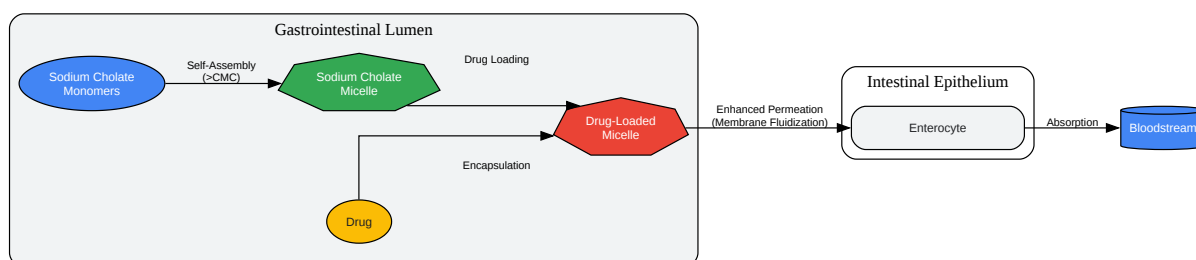 Gastrointestinal Lumen
Sodium Cholate
Monomers
Self-Assembly
(>CMC)
Sodium Cholate
Micelle
Drug Loading
Drug-Loaded
Micelle
Encapsulation
Drug
Enhanced Permeation
(Membrane Fluidization)
Intestinal Epithelium
Enterocyte
Absorption
Bloodstream